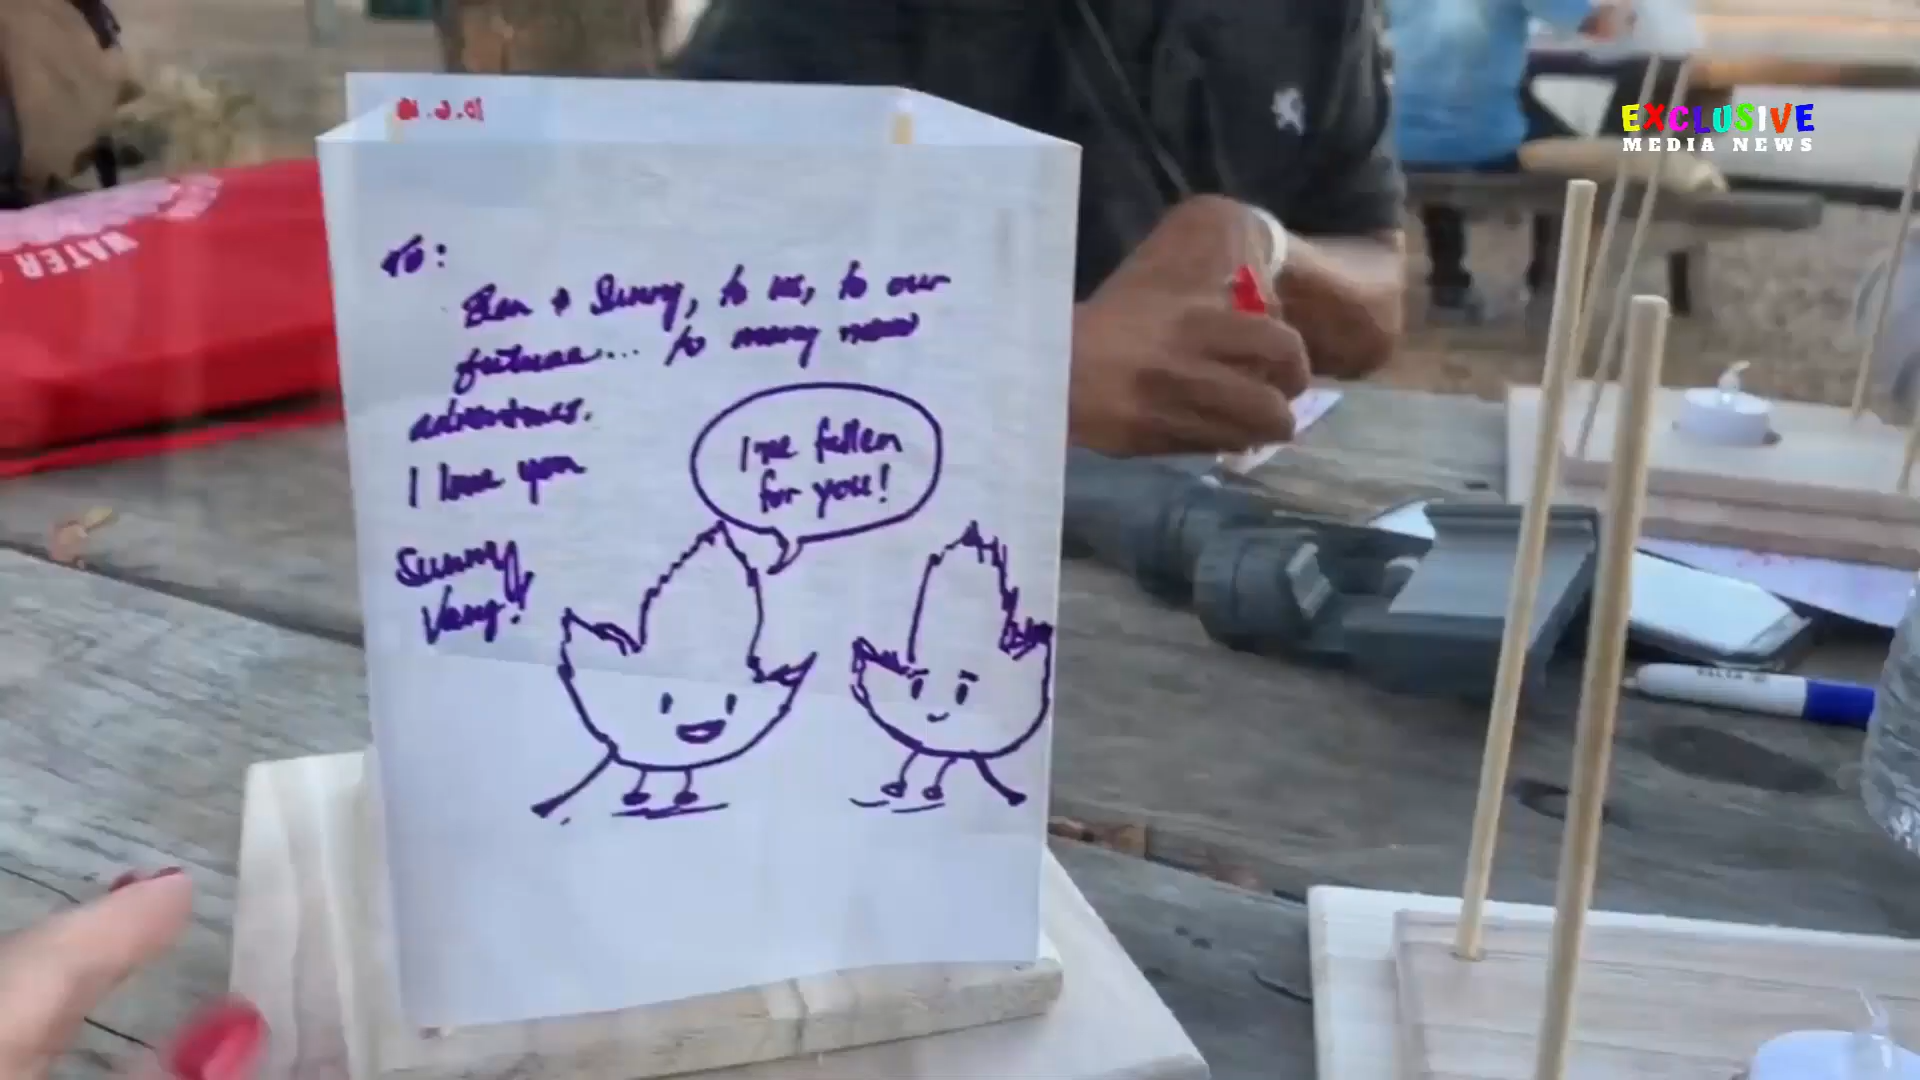 EXCLUSIVE
MEDIA NEWS
WATER
To:
Ben & Sunny, to us, to our
future... to many new
adventures.
I love you
Sunny
Vang!
I've fallen
for you!